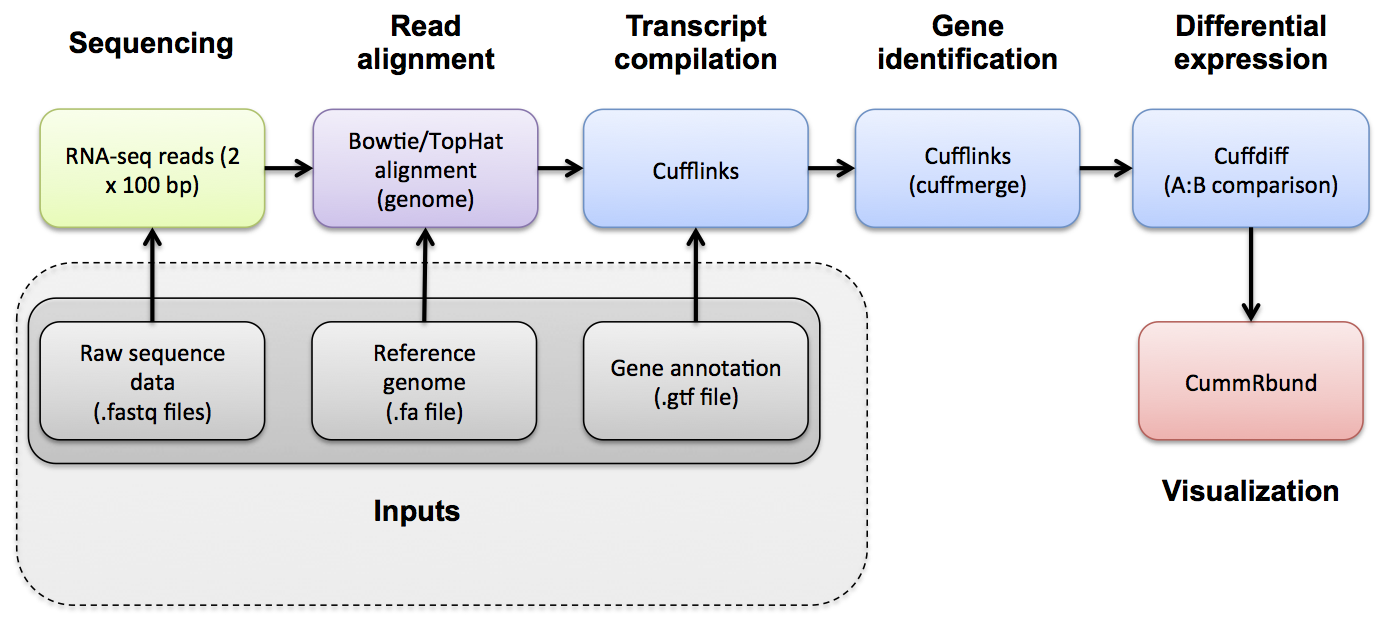 Sequencing
Read
alignment
Transcript
compilation
Gene
identification
Differential
expression
RNA-seq reads (2
x 100 bp)
Bowtie/TopHat
alignment
(genome)
Cufflinks
Cufflinks
(cuffmerge)
Cuffdiff
(A:B comparison)
Raw sequence
data
(.fastq files)
Reference
genome
(.fa file)
Gene annotation
(.gtf file)
CummRbund
Inputs
Visualization